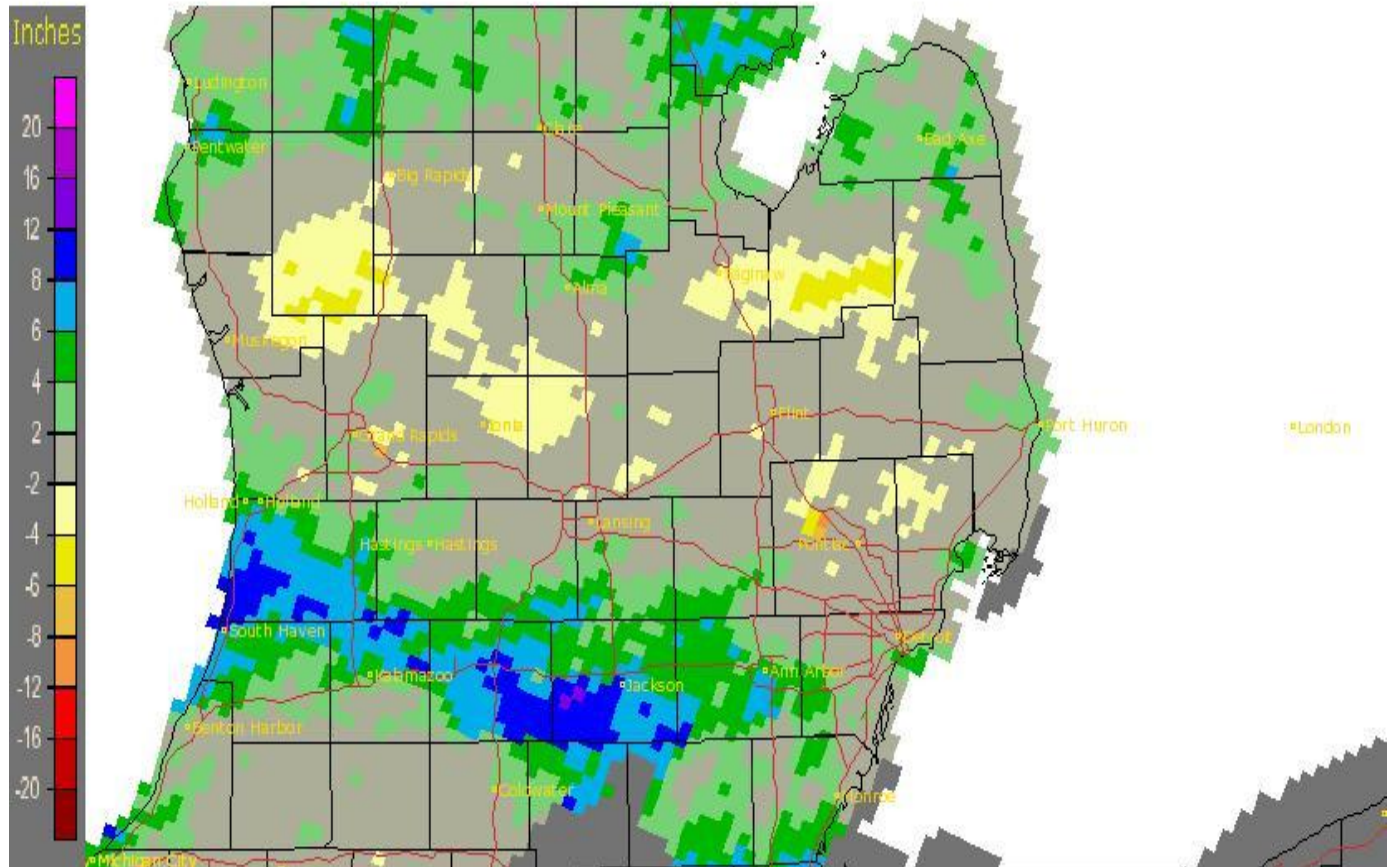 Inches
20
16
12
8
6
4
2
-2
-4
-6
-8
-12
-16
-20
Ludington
Pentwater
Bad Axe
Big Rapids
Mount Pleasant
Saginaw
Alma
Muskegon
Flint
Port Huron
London
Grand Rapids
Ionia
Holland
Holland
Lansing
Hastings
Hastings
Pontiac
South Haven
Detroit
Kalamazoo
Jackson
Ann Arbor
Benton Harbor
Coldwater
Monroe
Michigan City